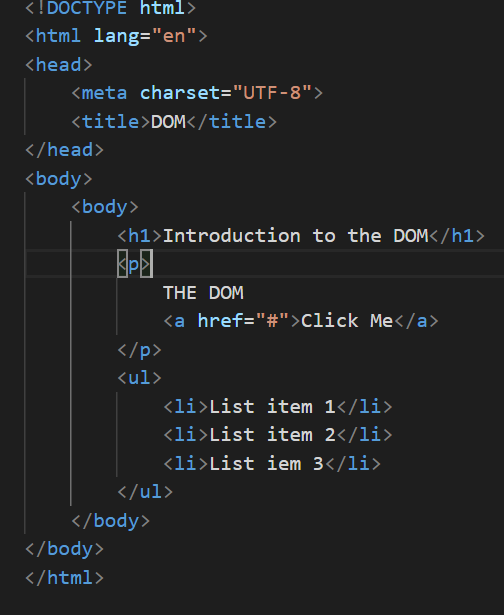 <!DOCTYPE html>
<html lang="en">
<head>
    <meta charset="UTF-8">
    <title>DOM</title>
</head>
<body>
    <body>
        <h1>Introduction to the DOM</h1>
        <p>
            THE DOM
            <a href="#">Click Me</a>
        </p>
        <ul>
            <li>List item 1</li>
            <li>List item 2</li>
            <li>List iem 3</li>
        </ul>
    </body>
</body>
</html>